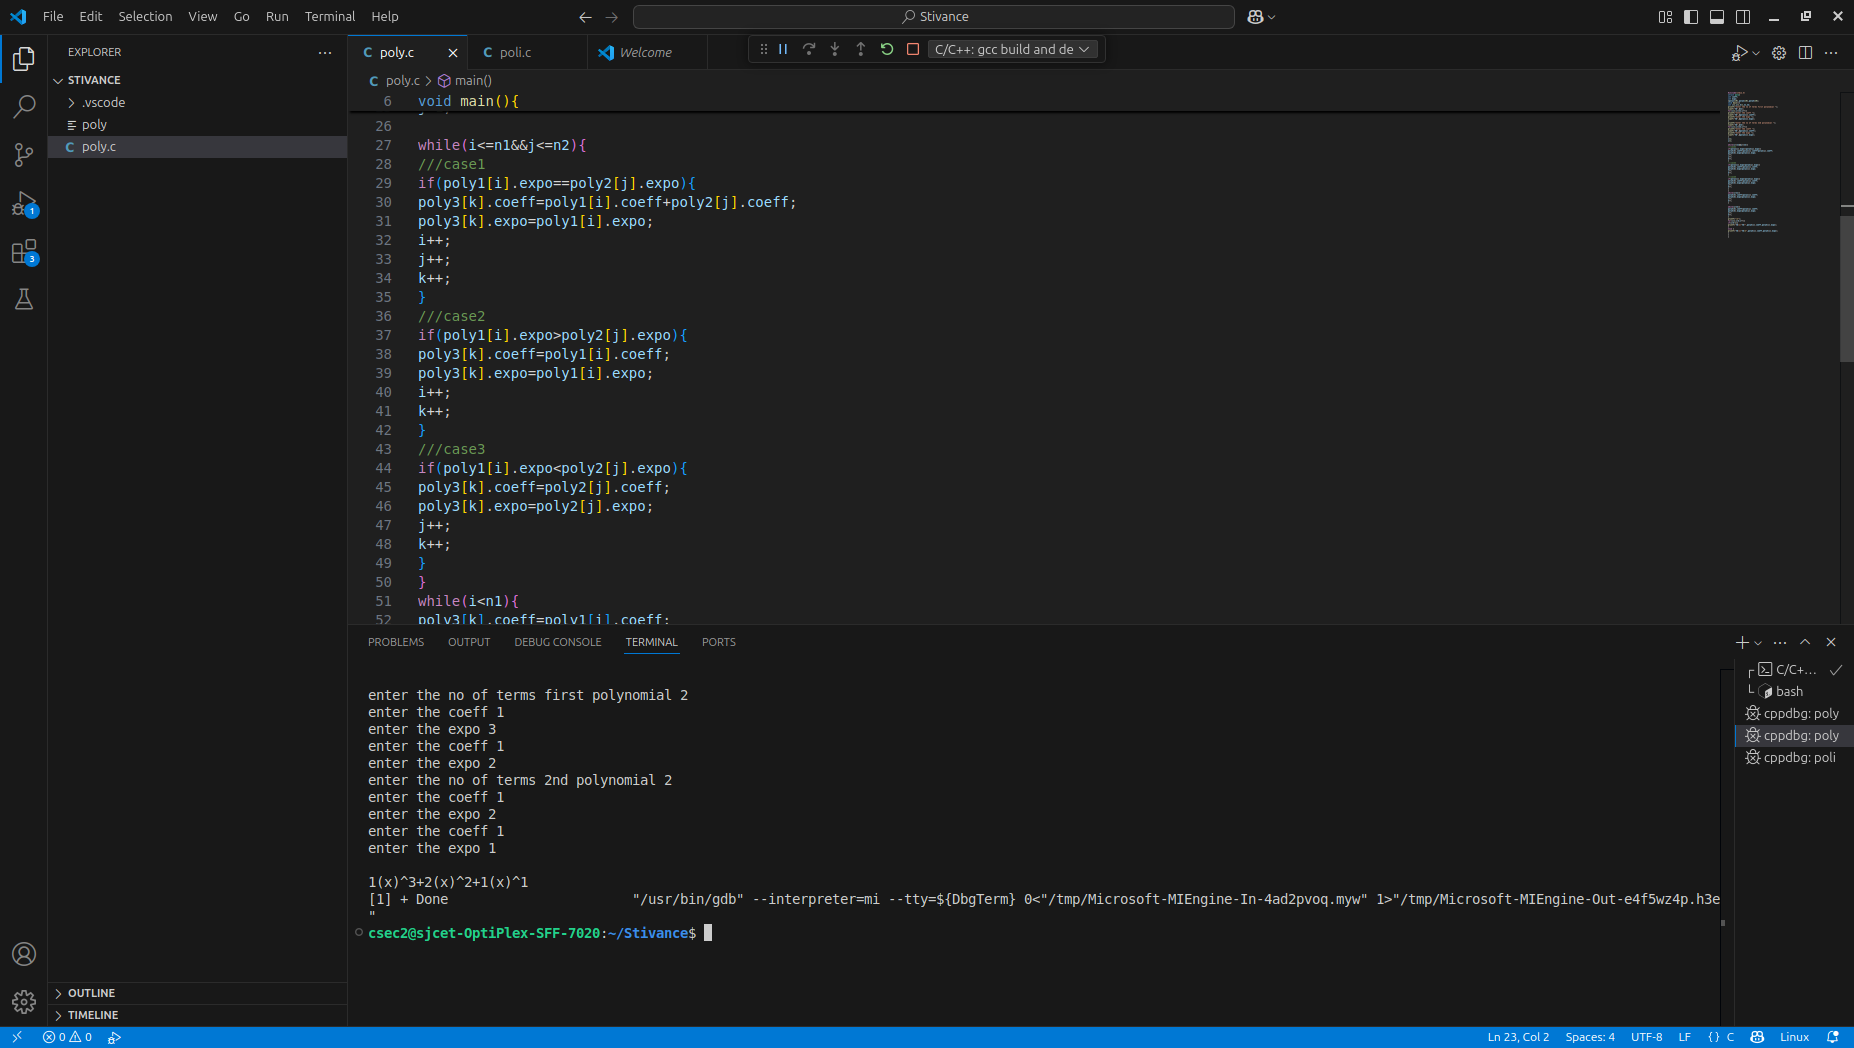 File Edit Selection View Go Run Terminal Help
Stivance
EXPLORER
STIVANCE
.vscode
poly
C poly.c
1
3
C poly.c
C poli.c
Welcome
C/C++: gcc build and de
C poly.c > main()
6 void main(){
26
27 while(i<=n1&&j<=n2){
28 ///case1
29 if(poly1[i].expo==poly2[j].expo){
30 poly3[k].coeff=poly1[i].coeff+poly2[j].coeff;
31 poly3[k].expo=poly1[i].expo;
32 i++;
33 j++;
34 k++;
35 }
36 ///case2
37 if(poly1[i].expo>poly2[j].expo){
38 poly3[k].coeff=poly1[i].coeff;
39 poly3[k].expo=poly1[i].expo;
40 i++;
41 k++;
42 }
43 ///case3
44 if(poly1[i].expo<poly2[j].expo){
45 poly3[k].coeff=poly2[j].coeff;
46 poly3[k].expo=poly2[j].expo;
47 j++;
48 k++;
49 }
50 }
51 while(i<n1){
52 poly3[k].coeff=poly1[i].coeff;
PROBLEMS OUTPUT DEBUG CONSOLE TERMINAL PORTS
enter the no of terms first polynomial 2
enter the coeff 1
enter the expo 3
enter the coeff 1
enter the expo 2
enter the no of terms 2nd polynomial 2
enter the coeff 1
enter the expo 2
enter the coeff 1
enter the expo 1
1(x)^3+2(x)^2+1(x)^1
[1] + Done "/usr/bin/gdb" --interpreter=mi --tty=${DbgTerm} 0<"/tmp/Microsoft-MIEngine-In-4ad2pvoq.myw" 1>"/tmp/Microsoft-MIEngine-Out-e4f5wz4p.h3e
"
csec2@sjcet-OptiPlex-SFF-7020:~/Stivance$
C/C+...
bash
cppdbg: poly
cppdbg: poly
cppdbg: poli
OUTLINE
TIMELINE
0 0
Ln 23, Col 2 Spaces: 4 UTF-8 LF {} C Linux